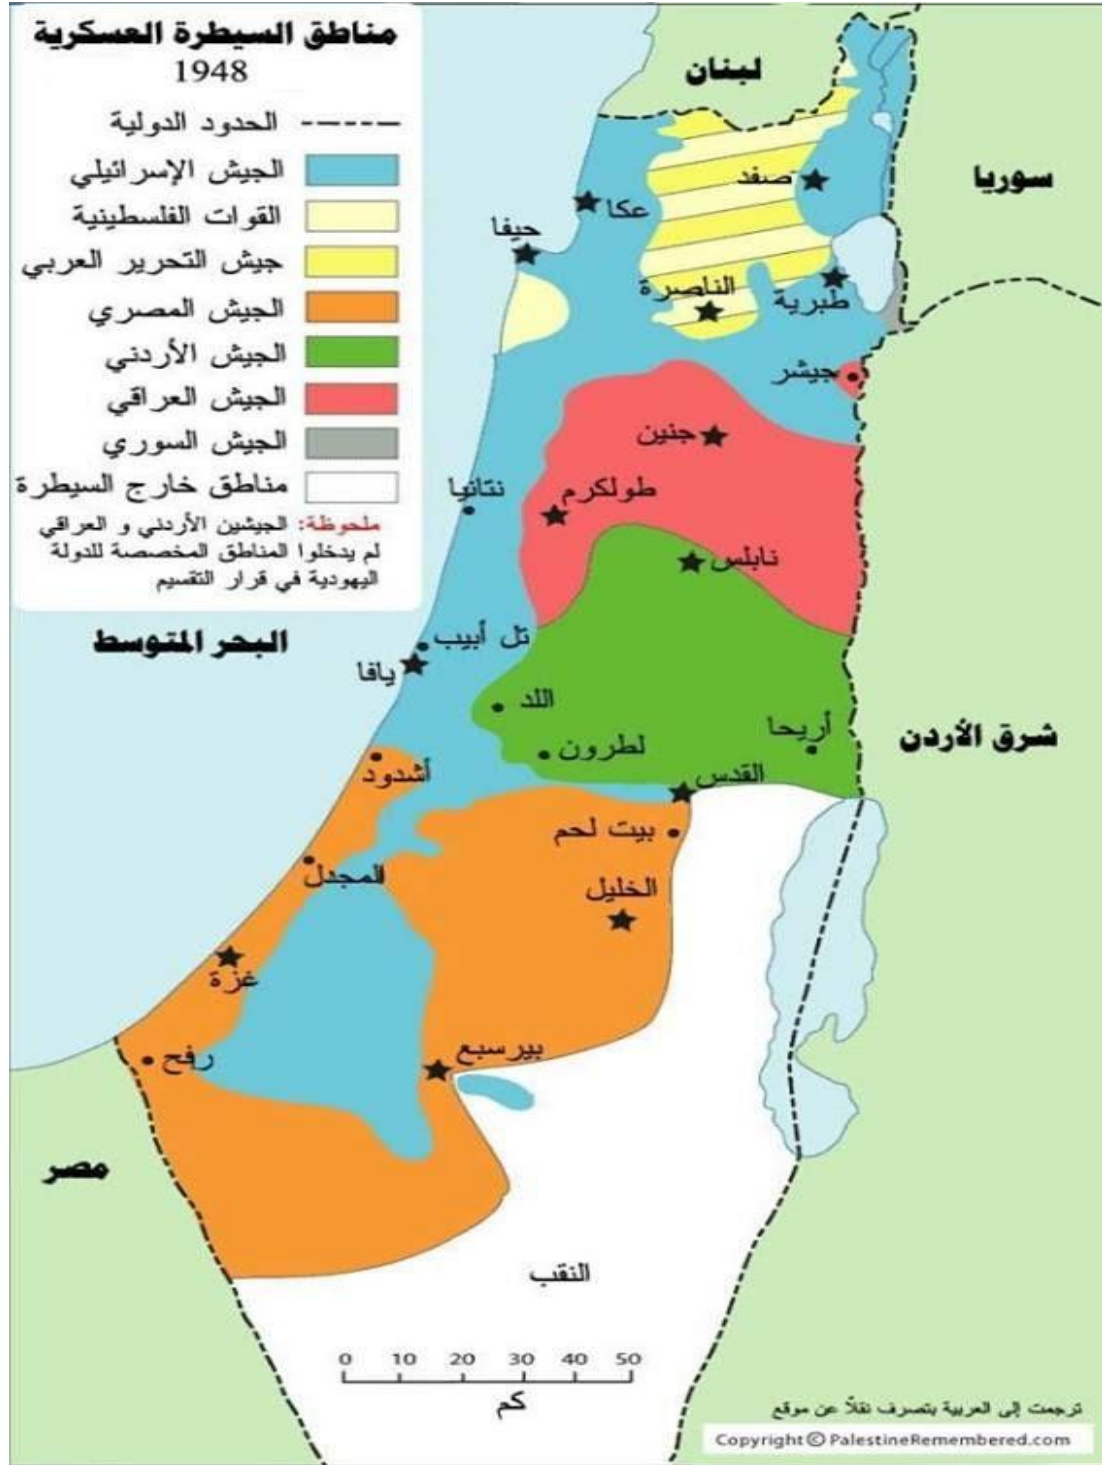 مناطق السيطرة العسكرية
1948
الحدود الدولية
الجيش الإسرائيلي
القوات الفلسطينية
جيش التحرير العربي
الجيش المصري
الجيش الأردني
الجيش العراقي
الجيش السوري
مناطق خارج السيطرة
ملحوظة: الجيشين الأردني و العراقي
لم يدخلوا المناطق المخصصة للدولة
اليهودية في قرار التقسيم
لبنان
سوريا
صفد
عكا
حيفا
الناصرة
طبرية
جيشر
جنين
طولكرم
نتانيا
نابلس
البحر المتوسط
تل أبيب
يافا
اللد
شرق الأردن
أريحا
لطرون
أشدود
القدس
بيت لحم
المجدل
الخليل
غزة
بيرسبع
رفح
مصر
النقب
0 10 20 30 40 50
كم
ترجمت إلى العربية بتصرف نقلاً عن موقع
Copyright © PalestineRemembered.com